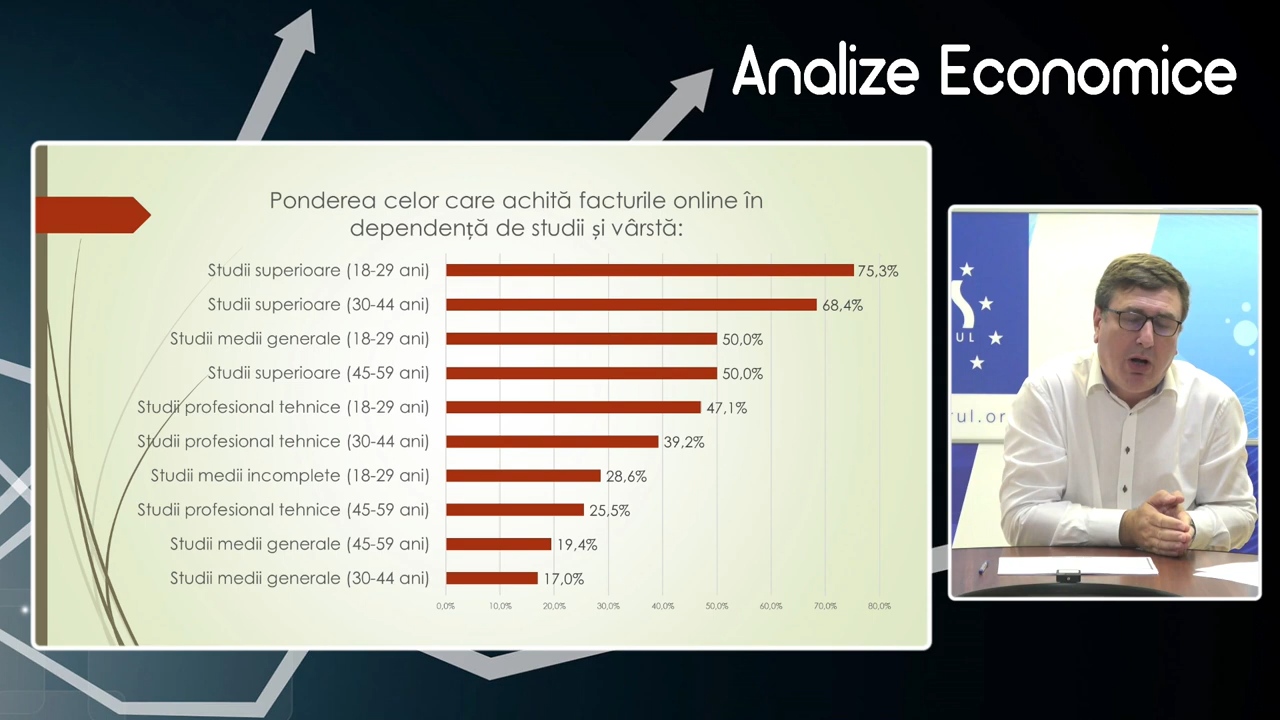 Analize Economice
Ponderea celor care achită facturile online în
dependență de studii și vârstă:
Studii superioare (18-29 ani) 75,3%
Studii superioare (30-44 ani) 68,4%
Studii medii generale (18-29 ani) 50,0%
Studii superioare (45-59 ani) 50,0%
Studii profesional tehnice (18-29 ani) 47,1%
Studii profesional tehnice (30-44 ani) 39,2%
Studii medii incomplete (18-29 ani) 28,6%
Studii profesional tehnice (45-59 ani) 25,5%
Studii medii generale (45-59 ani) 19,4%
Studii medii generale (30-44 ani) 17,0%
0,0% 10,0% 20,0% 30,0% 40,0% 50,0% 60,0% 70,0% 80,0%